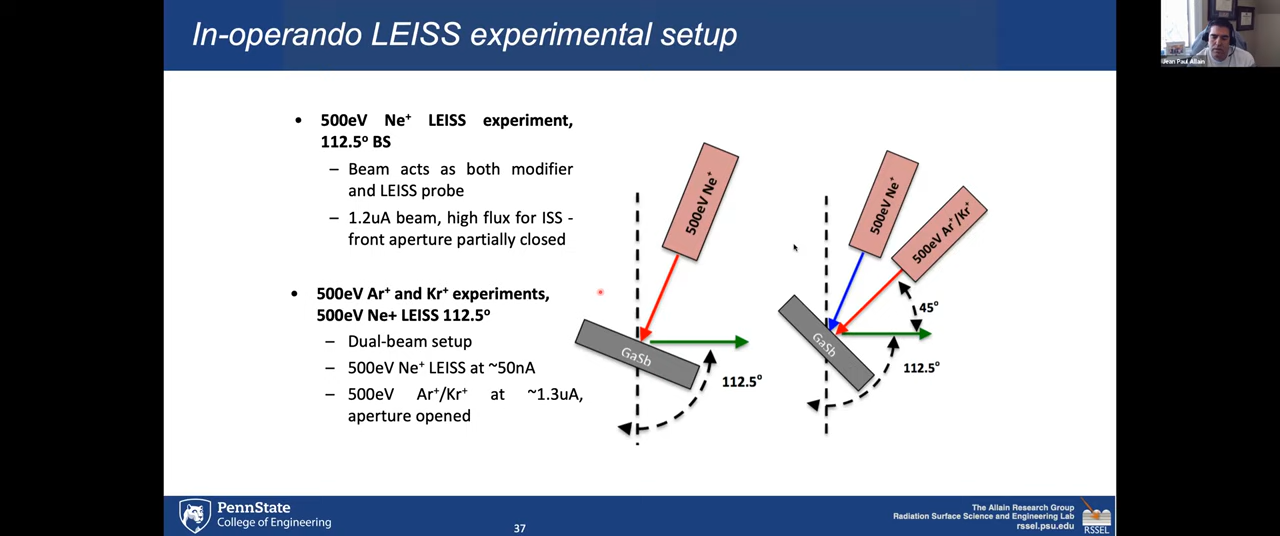 In-operando LEISS experimental setup
Jean Paul Allain
• 500eV Ne⁺ LEISS experiment,
112.5° BS
– Beam acts as both modifier
and LEISS probe
– 1.2uA beam, high flux for ISS -
front aperture partially closed
• 500eV Ar⁺ and Kr⁺ experiments,
500eV Ne+ LEISS 112.5°
– Dual-beam setup
– 500eV Ne⁺ LEISS at ~50nA
– 500eV Ar⁺/Kr⁺ at ~1.3uA,
aperture opened
500eV Ne⁺
GaSb
112.5°
500eV Ne⁺
500eV Ar⁺/Kr⁺
45°
GaSb
112.5°
PennState
College of Engineering
37
The Allain Research Group
Radiation Surface Science and Engineering Lab
rssel.psu.edu
RSSEL